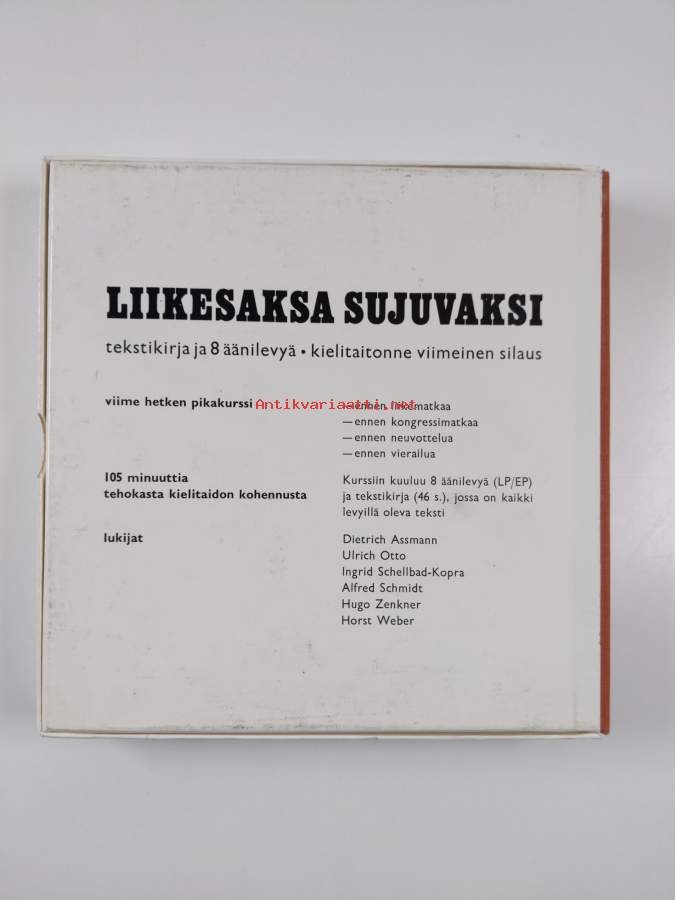 LIIKESAKSA SUJUVAKSI
tekstikirja ja 8 äänilevyä • kielitaitonne viimeinen silaus
viime hetken pikakurssi
—ennen liikematkaa
—ennen kongressimatkaa
—ennen neuvottelua
—ennen vierailua
Antikvariaatti.net
105 minuuttia
tehokasta kielitaidon kohennusta
Kurssiin kuuluu 8 äänilevyä (LP/EP)
ja tekstikirja (46 s.), jossa on kaikki
levyillä oleva teksti
lukijat
Dietrich Assmann
Ulrich Otto
Ingrid Schellbad-Kopra
Alfred Schmidt
Hugo Zenkner
Horst Weber